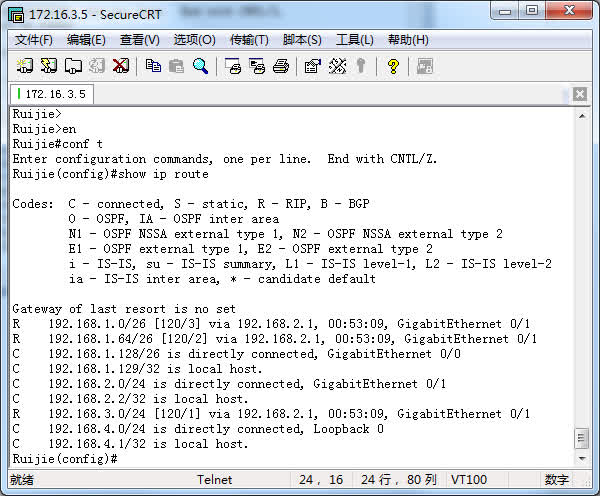 172.16.3.5 - SecureCRT
文件(F) 编辑(E) 查看(V) 选项(O) 传输(T) 脚本(S) 工具(L) 帮助(H)
172.16.3.5
Ruijie>
Ruijie>en
Ruijie#conf t
Enter configuration commands, one per line.  End with CNTL/Z.
Ruijie(config)#show ip route
Codes:  C - connected, S - static, R - RIP, B - BGP
O - OSPF, IA - OSPF inter area
N1 - OSPF NSSA external type 1, N2 - OSPF NSSA external type 2
E1 - OSPF external type 1, E2 - OSPF external type 2
i - IS-IS, su - IS-IS summary, L1 - IS-IS level-1, L2 - IS-IS level-2
ia - IS-IS inter area, * - candidate default
Gateway of last resort is no set
R    192.168.1.0/26 [120/3] via 192.168.2.1, 00:53:09, GigabitEthernet 0/1
R    192.168.1.64/26 [120/2] via 192.168.2.1, 00:53:09, GigabitEthernet 0/1
C    192.168.1.128/26 is directly connected, GigabitEthernet 0/0
C    192.168.1.129/32 is local host.
C    192.168.2.0/24 is directly connected, GigabitEthernet 0/1
C    192.168.2.2/32 is local host.
R    192.168.3.0/24 [120/1] via 192.168.2.1, 00:53:09, GigabitEthernet 0/1
C    192.168.4.0/24 is directly connected, Loopback 0
C    192.168.4.1/32 is local host.
Ruijie(config)#
就绪 Telnet 24, 16 24 行, 80 列 VT100 数字